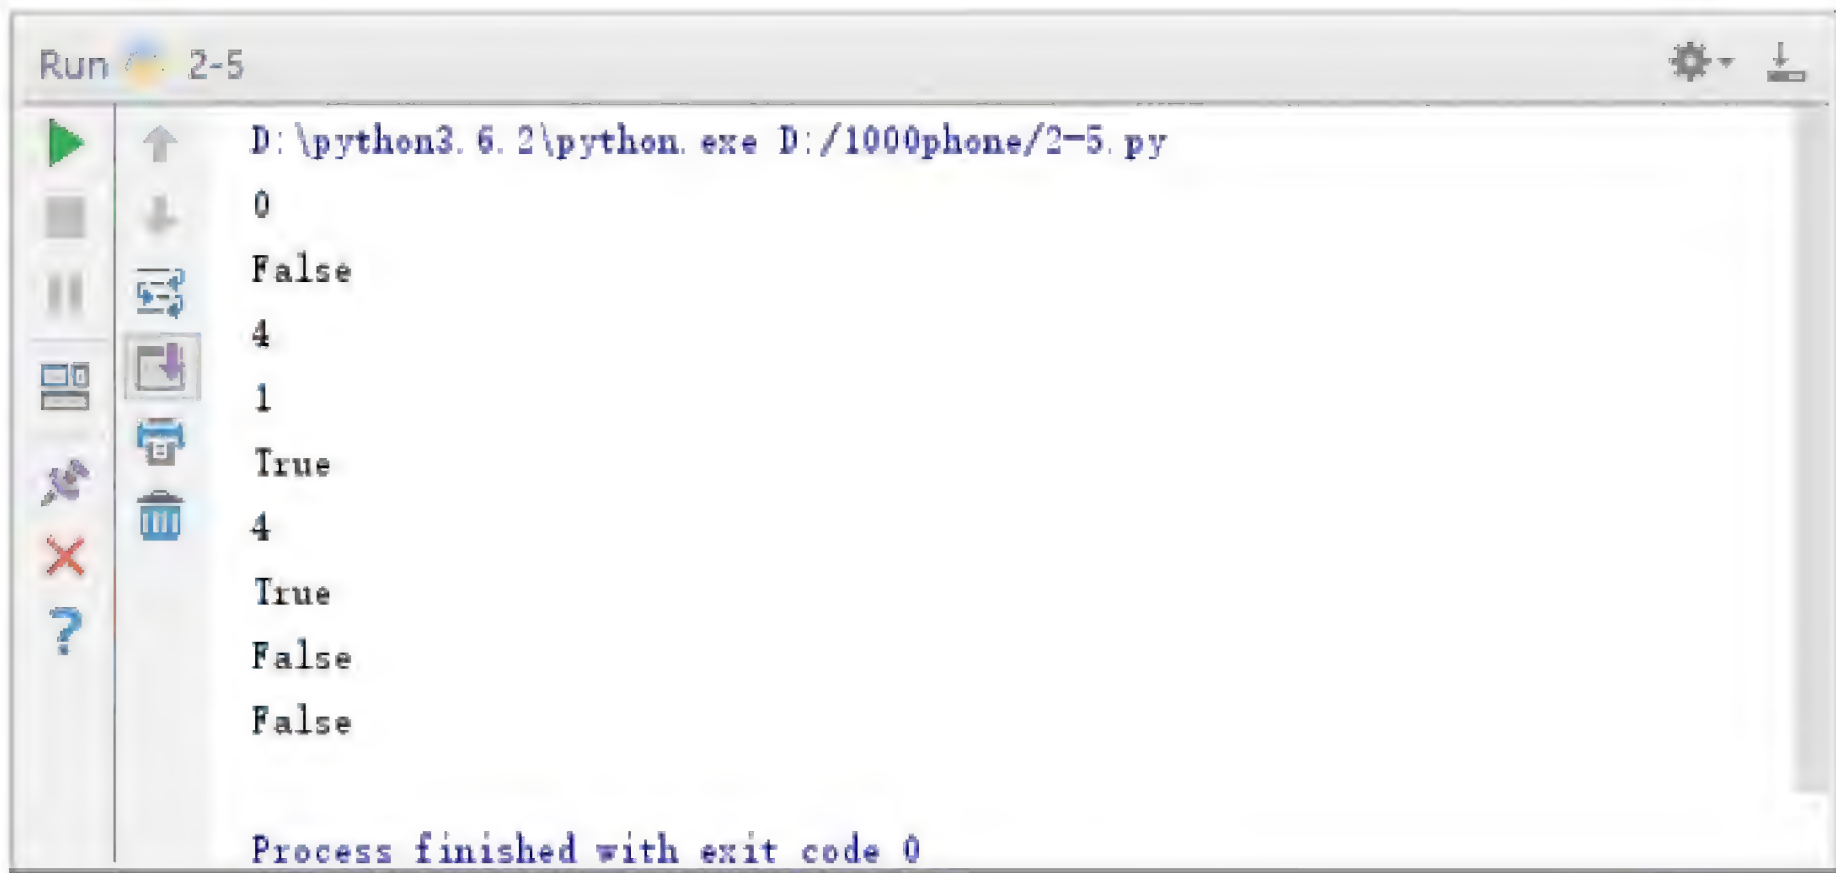 Run 2-5
D:\python3.6.2\python.exe D:/1000phone/2-5.py
0
False
4
1
True
4
True
False
False
Process finished with exit code 0